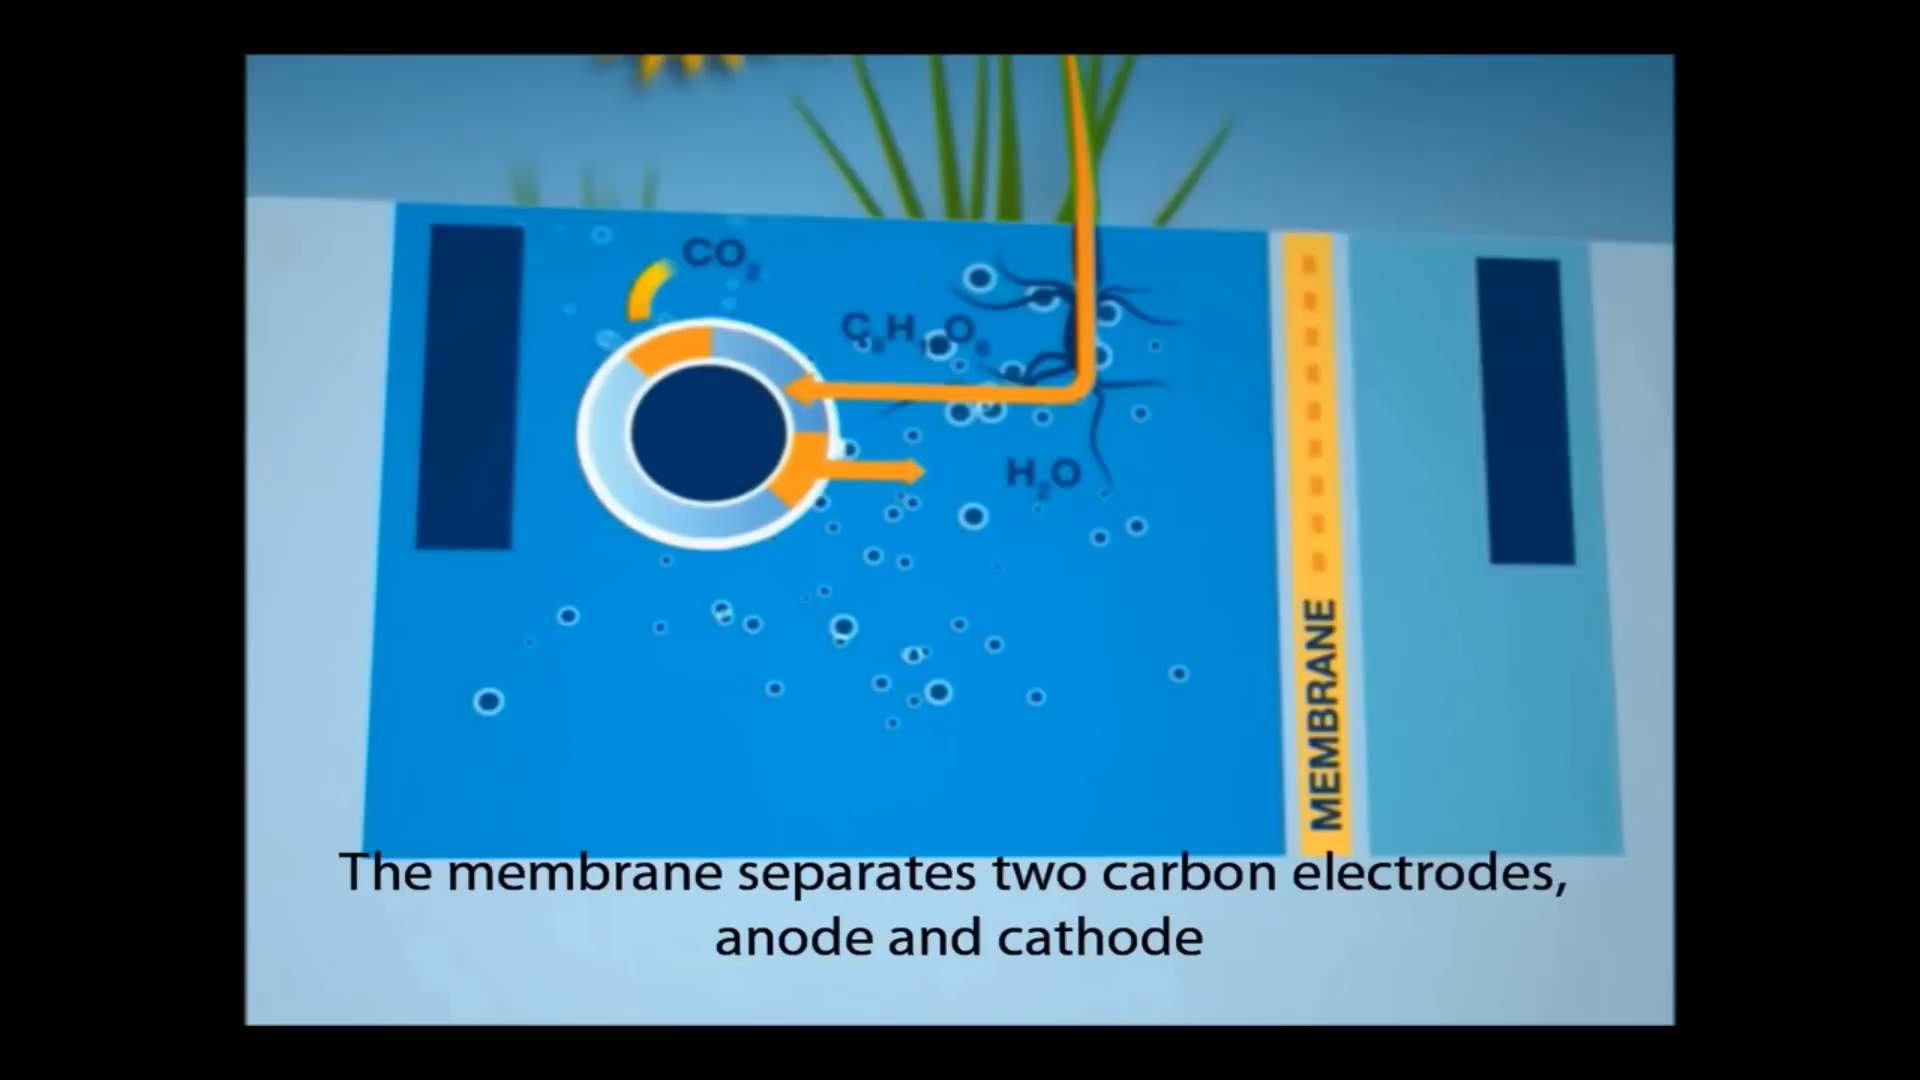 CO₂
C₆H₁₂O₆
H₂O
MEMBRANE
The membrane separates two carbon electrodes,
anode and cathode